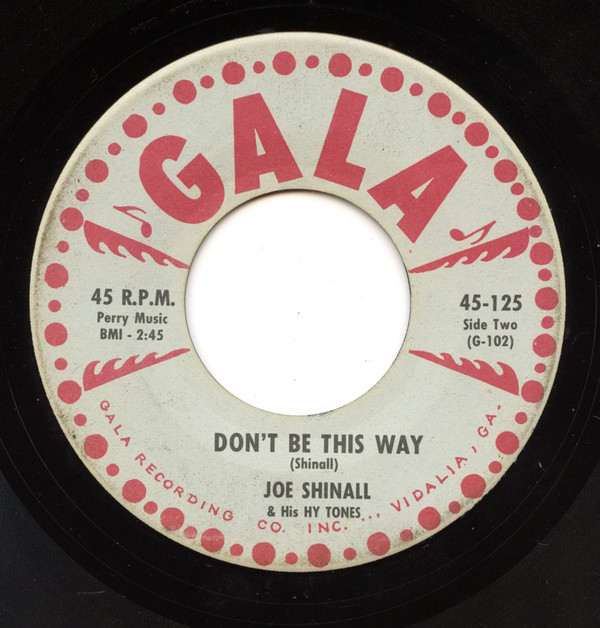 GALA
45 R.P.M.
Perry Music
BMI - 2:45
45-125
Side Two
(G-102)
DON'T BE THIS WAY
(Shinall)
JOE SHINALL
& His HY TONES
GALA RECORDING CO. INC. .., VIDALIA, GA-